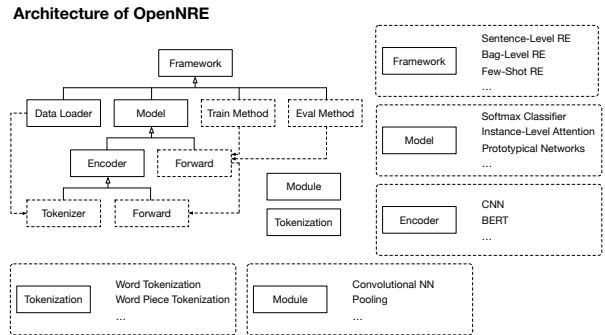 Architecture of OpenNRE
Framework
Data Loader
Model
Train Method
Eval Method
Encoder
Forward
Tokenizer
Forward
Module
Tokenization
Framework
Sentence-Level RE
Bag-Level RE
Few-Shot RE
...
Model
Softmax Classifier
Instance-Level Attention
Prototypical Networks
...
Encoder
CNN
BERT
...
Tokenization
Word Tokenization
Word Piece Tokenization
...
Module
Convolutional NN
Pooling
...